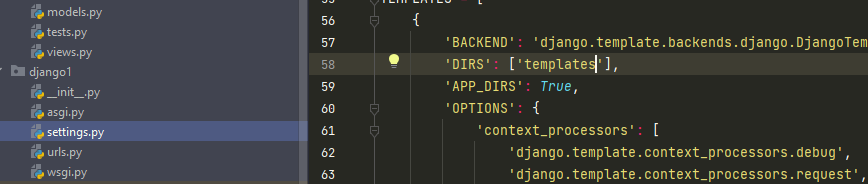 models.py
tests.py
views.py
django1
__init__.py
asgi.py
settings.py
urls.py
wsgi.py
56 {
57 'BACKEND': 'django.template.backends.django.DjangoTem
58 'DIRS': ['templates'],
59 'APP_DIRS': True,
60 'OPTIONS': {
61 'context_processors': [
62 'django.template.context_processors.debug',
63 'django.template.context_processors.request',